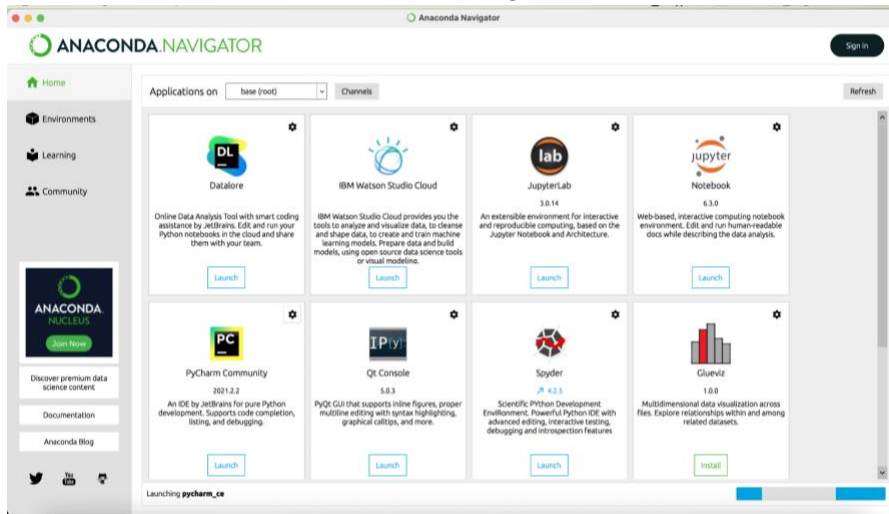 Anaconda Navigator
ANACONDA.NAVIGATOR
Sign in
Home
Environments
Learning
Community
ANACONDA.
NUCLEUS
Join Now
Discover premium data
science content
Documentation
Anaconda Blog
You
Tube
Applications on
base (root)
Channels
Refresh
DL
Datalore
Online Data Analysis Tool with smart coding
assistance by JetBrains. Edit and run your
Python notebooks in the cloud and share
them with your team.
Launch
IBM Watson Studio Cloud
IBM Watson Studio Cloud provides you the
tools to analyze and visualize data, to cleanse
and shape data, to create and train machine
learning models. Prepare data and build
models, using open source data science tools
or visual modeling.
Launch
lab
JupyterLab
3.0.14
An extensible environment for interactive
and reproducible computing, based on the
Jupyter Notebook and Architecture.
Launch
jupyter
Notebook
6.3.0
Web-based, interactive computing notebook
environment. Edit and run human-readable
docs while describing the data analysis.
Launch
PC
PyCharm Community
2021.2.2
An IDE by JetBrains for pure Python
development. Supports code completion,
listing, and debugging.
Launch
IP[y]:
Qt Console
5.0.3
PyQt GUI that supports inline figures, proper
multiline editing with syntax highlighting,
graphical calltips, and more.
Launch
Spyder
4.2.5
Scientific PYthon Development
EnviRonment. Powerful Python IDE with
advanced editing, interactive testing,
debugging and introspection features
Launch
Glueviz
1.0.0
Multidimensional data visualization across
files. Explore relationships within and among
related datasets.
Install
Launching pycharm_ce